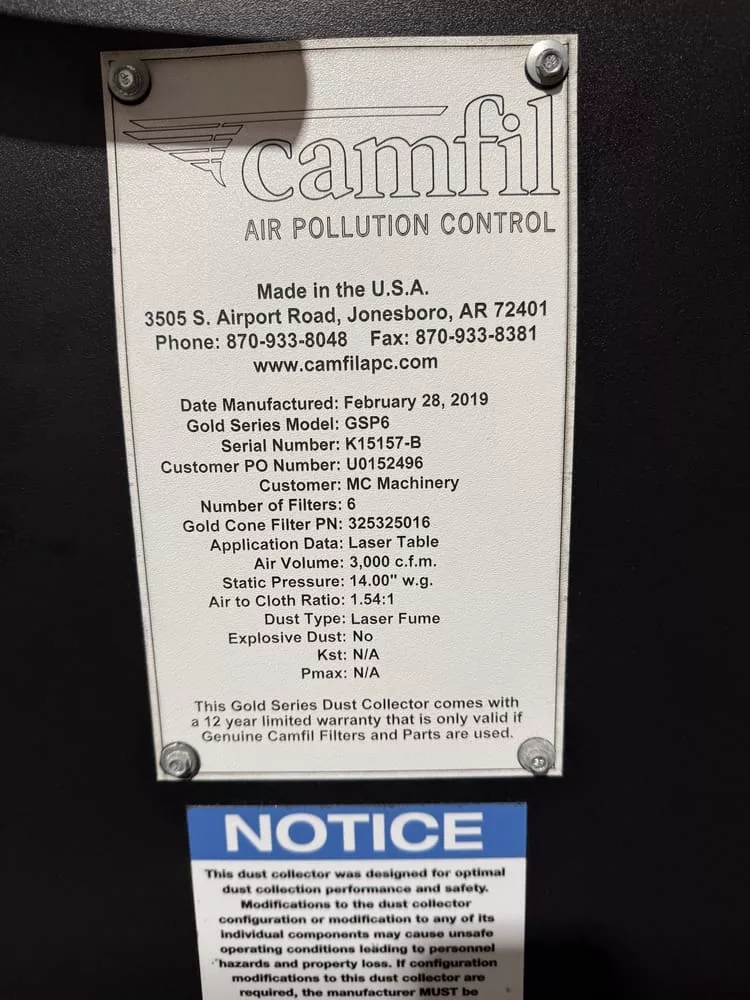 camfil
AIR POLLUTION CONTROL
Made in the U.S.A.
3505 S. Airport Road, Jonesboro, AR 72401
Phone: 870-933-8048 Fax: 870-933-8381
www.camfilapc.com
Date Manufactured: February 28, 2019
Gold Series Model: GSP6
Serial Number: K15157-B
Customer PO Number: U0152496
Customer: MC Machinery
Number of Filters: 6
Gold Cone Filter PN: 325325016
Application Data: Laser Table
Air Volume: 3,000 c.f.m.
Static Pressure: 14.00" w.g.
Air to Cloth Ratio: 1.54:1
Dust Type: Laser Fume
Explosive Dust: No
Kst: N/A
Pmax: N/A
This Gold Series Dust Collector comes with
a 12 year limited warranty that is only valid if
Genuine Camfil Filters and Parts are used.
NOTICE
This dust collector was designed for optimal
dust collection performance and safety.
Modifications to the dust collector
configuration or modification to any of its
individual components may cause unsafe
operating conditions leading to personnel
hazards and property loss. If configuration
modifications to this dust collector are
required, the manufacturer MUST be